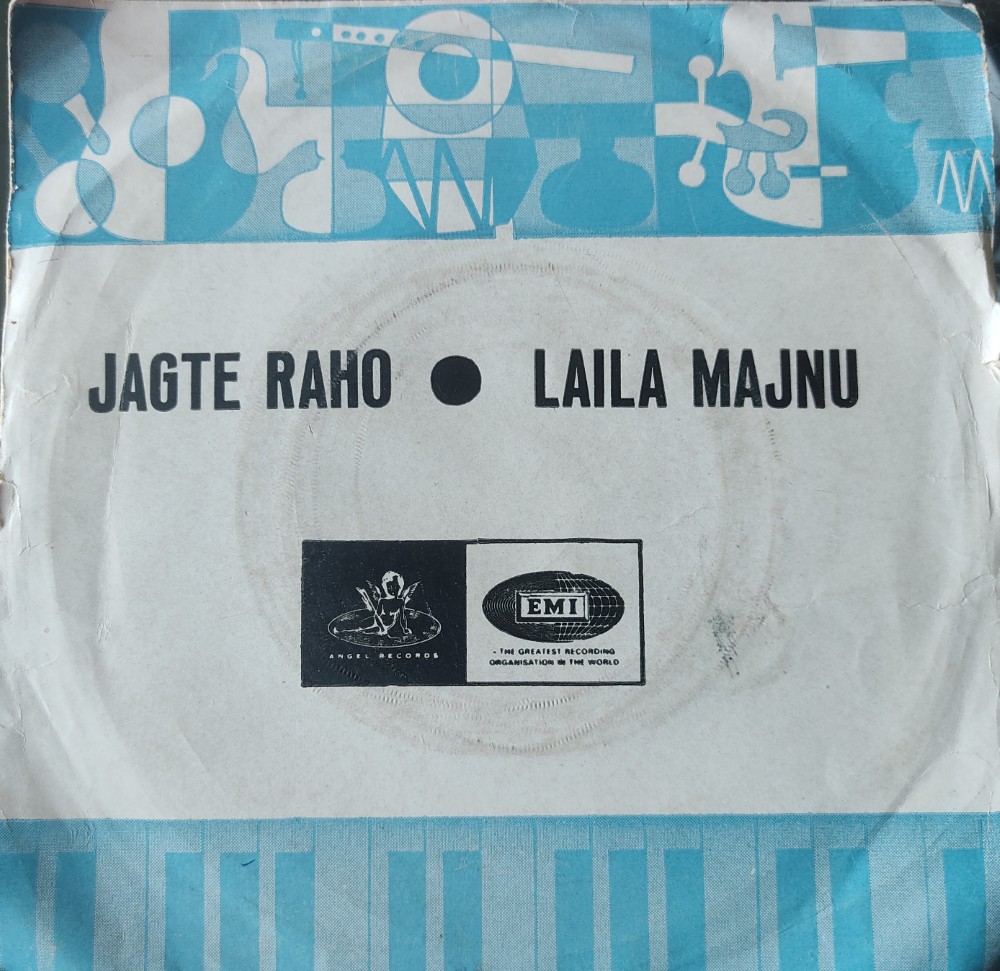 JAGTE RAHO ● LAILA MAJNU
ANGEL RECORDS
EMI
- THE GREATEST RECORDING
ORGANISATION IN THE WORLD